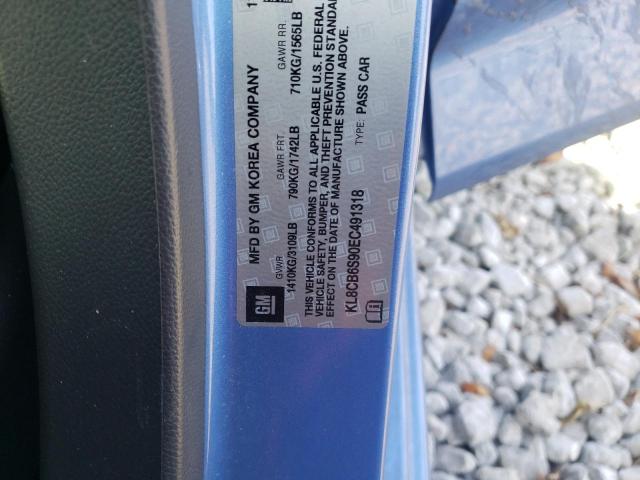 MFD BY GM KOREA COMPANY
GVWR GAWR FRT. GAWR RR.
1410KG/3109LB 790KG/1742LB 710KG/1565LB
THIS VEHICLE CONFORMS TO ALL APPLICABLE U.S. FEDERAL
VEHICLE SAFETY, BUMPER, AND THEFT PREVENTION STANDARD
EFFECT ON THE DATE OF MANUFACTURE SHOWN ABOVE.
KL8CB6S90EC491318 TYPE: PASS CAR
GM